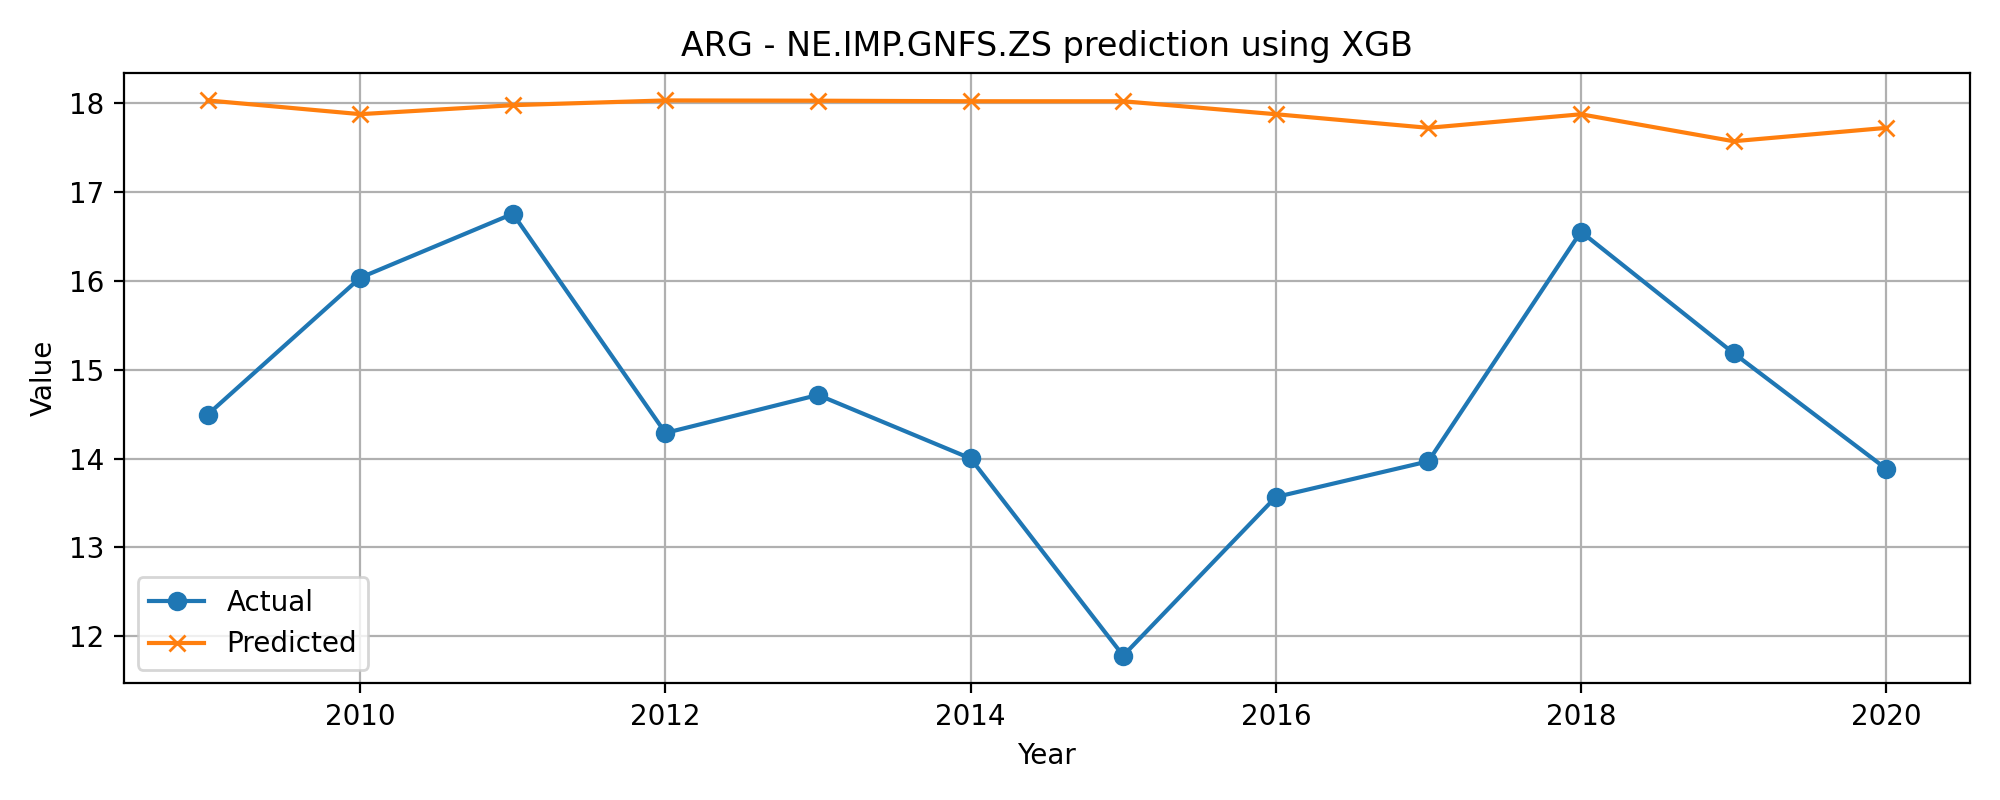 ARG - NE.IMP.GNFS.ZS prediction using XGB
18
17
16
15
14
13
12
Value
Actual
Predicted
2010 2012 2014 2016 2018 2020
Year